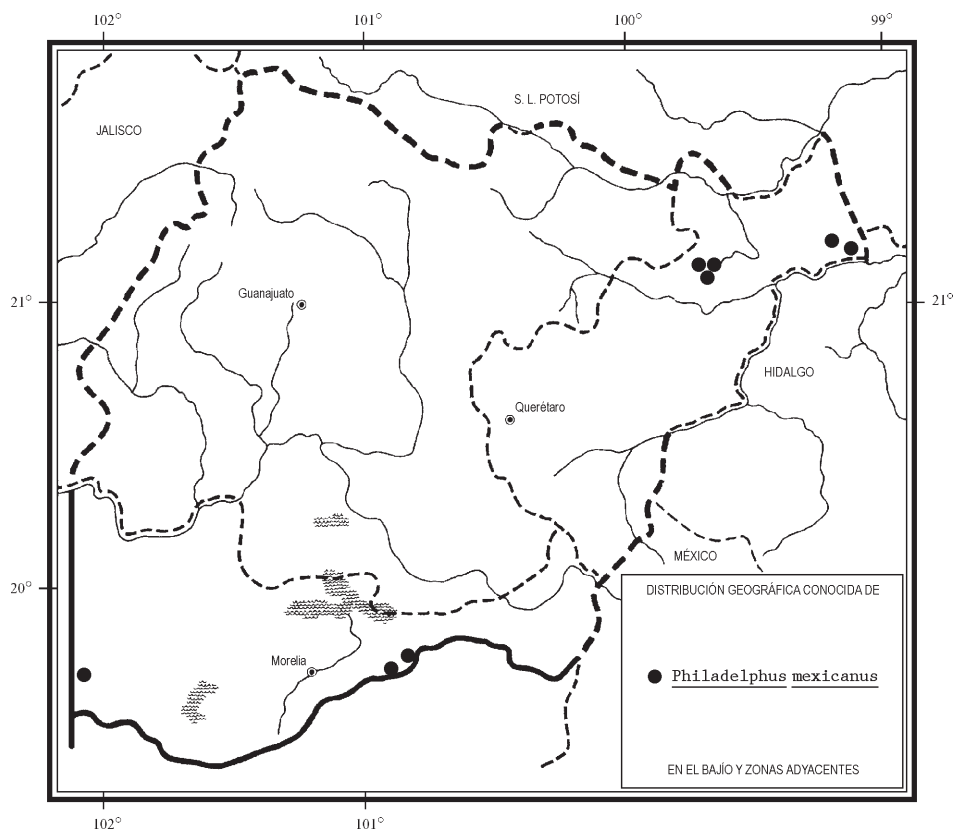 102° 101° 100° 99°
S. L. POTOSÍ
JALISCO
Guanajuato
21° 21°
HIDALGO
Querétaro
MÉXICO
20°
DISTRIBUCIÓN GEOGRÁFICA CONOCIDA DE
Morelia
Philadelphus mexicanus
EN EL BAJÍO Y ZONAS ADYACENTES
102° 101°